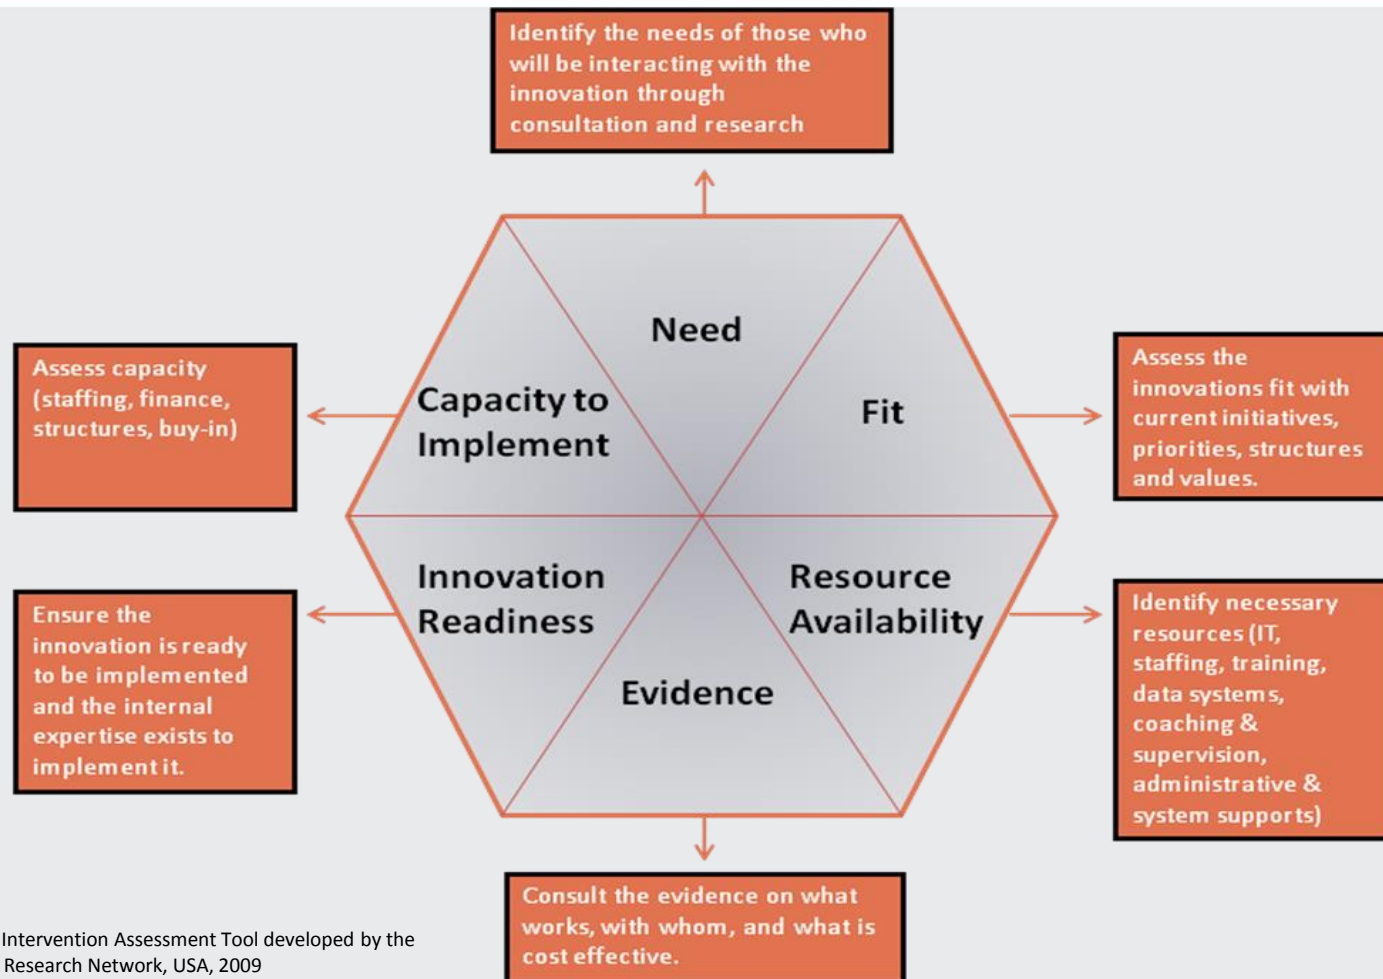 Identify the needs of those who
will be interacting with the
innovation through
consultation and research
Need
Assess capacity
(staffing, finance,
structures, buy-in)
Capacity to
Implement
Fit
Assess the
innovations fit with
current initiatives,
priorities, structures
and values.
Innovation
Readiness
Resource
Availability
Ensure the
innovation is ready
to be implemented
and the internal
expertise exists to
implement it.
Evidence
Identify necessary
resources (IT,
staffing, training,
data systems,
coaching &
supervision,
administrative &
system supports)
Consult the evidence on what
works, with whom, and what is
cost effective.
Intervention Assessment Tool developed by the
Research Network, USA, 2009